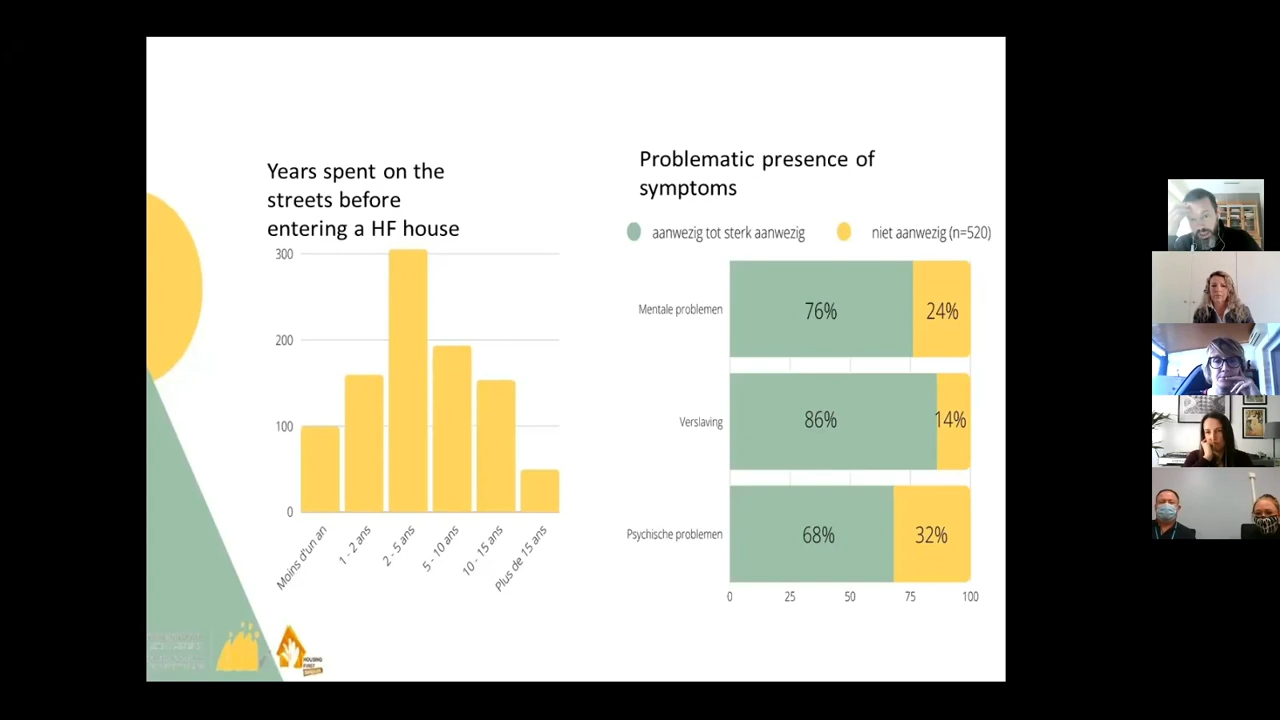 Years spent on the
streets before
entering a HF house
300
200
100
0
Moins d'un an
1 - 2 ans
2 - 5 ans
5 - 10 ans
10 - 15 ans
Plus de 15 ans
Problematic presence of
symptoms
aanwezig tot sterk aanwezig
niet aanwezig (n=520)
Mentale problemen
76%
24%
Verslaving
86%
14%
Psychische problemen
68%
32%
0
25
50
75
100
HOUSING
FIRST